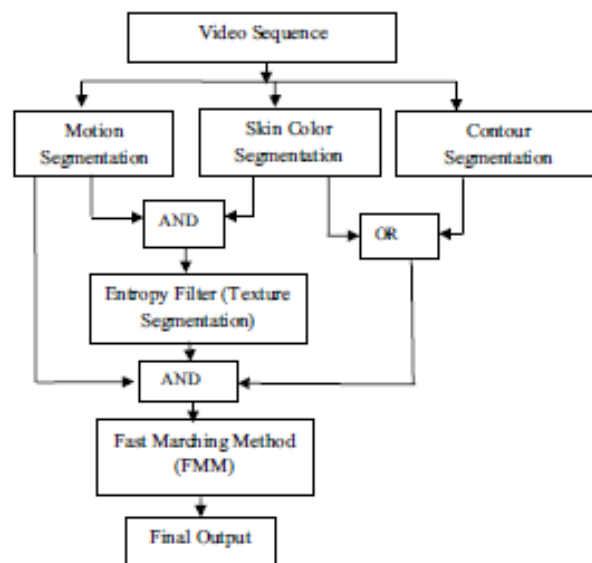 Video Sequence
Motion
Segmentation
Skin Color
Segmentation
Contour
Segmentation
AND
OR
Entropy Filter (Texture
Segmentation)
AND
Fast Marching Method
(FMM)
Final Output